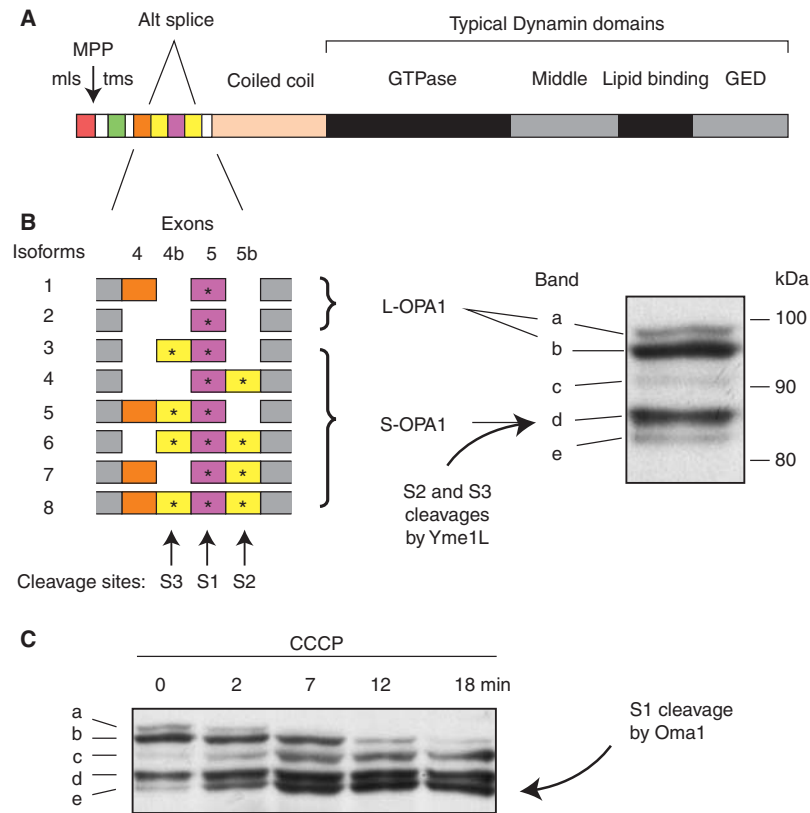 A
Alt splice
Typical Dynamin domains
MPP
mls tms
Coiled coil
GTPase
Middle
Lipid binding
GED
B
Exons
Isoforms 4 4b 5 5b
1 *
2 *
3 * *
4 * *
5 * *
6 * * *
7 * *
8 * * *
L-OPA1
S-OPA1
S2 and S3
cleavages
by Yme1L
Band
kDa
a
b
c
d
e
100
90
80
Cleavage sites: S3 S1 S2
C
CCCP
0 2 7 12 18 min
a
b
c
d
e
S1 cleavage
by Oma1